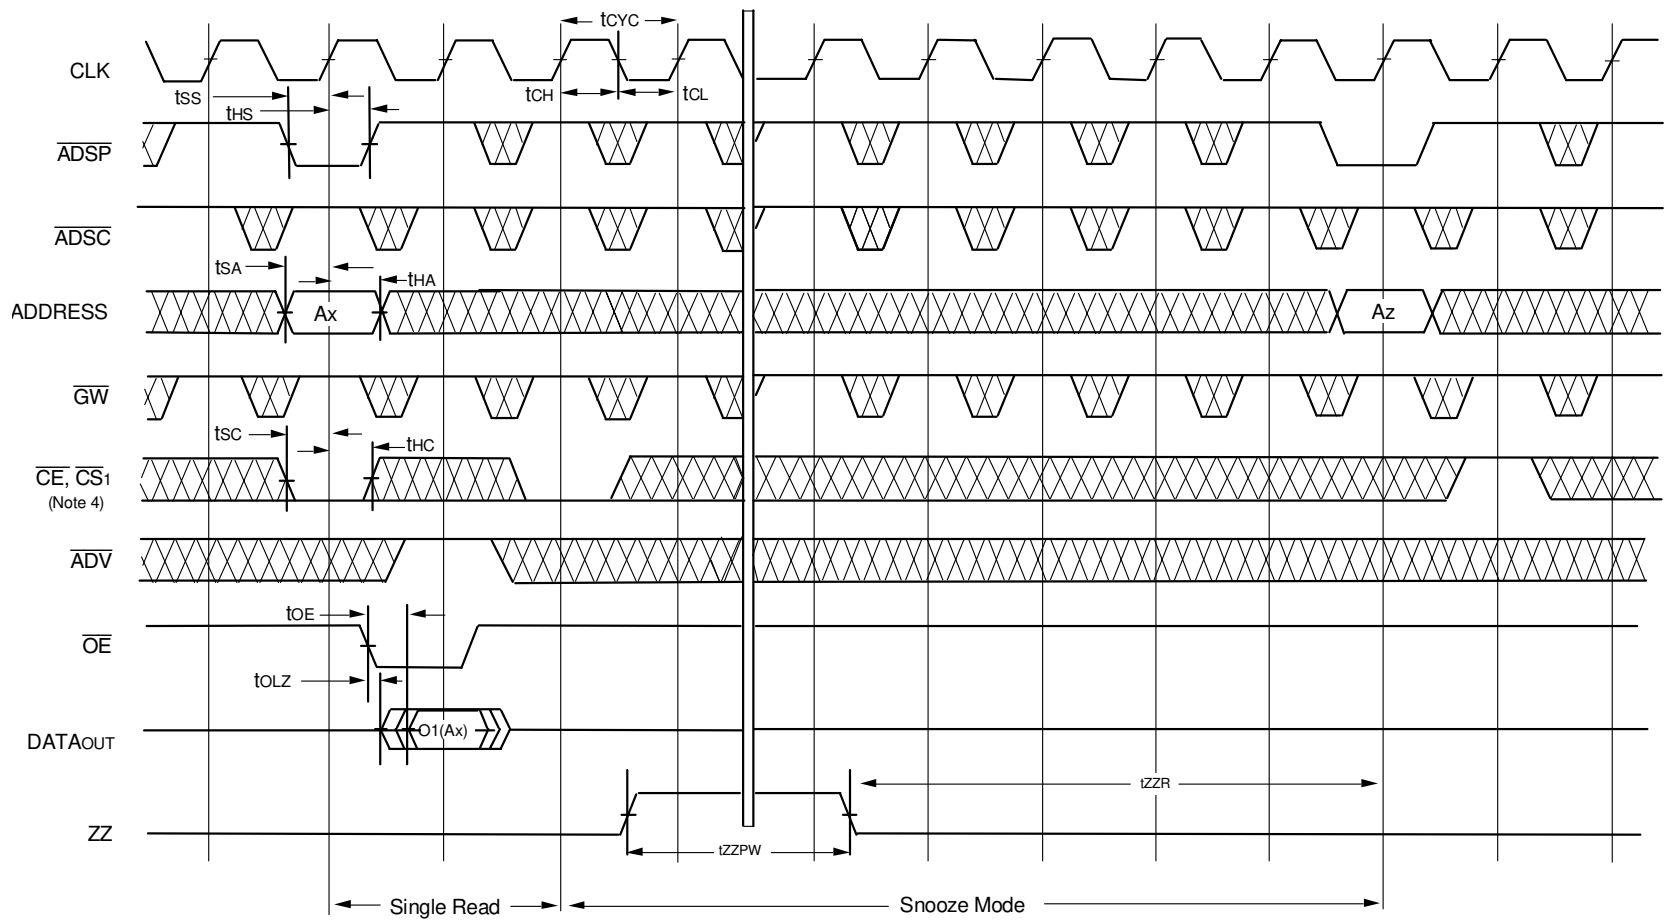 tCYC
CLK
tSS
tCH
tCL
tHS
ADSP
ADSC
tSA
tHA
ADDRESS
Ax
Az
GW
tSC
tHC
CE, CS1
(Note 4)
ADV
tOE
OE
tOLZ
O1(Ax)
DATAOUT
tZZR
ZZ
tZZPW
Single Read
Snooze Mode